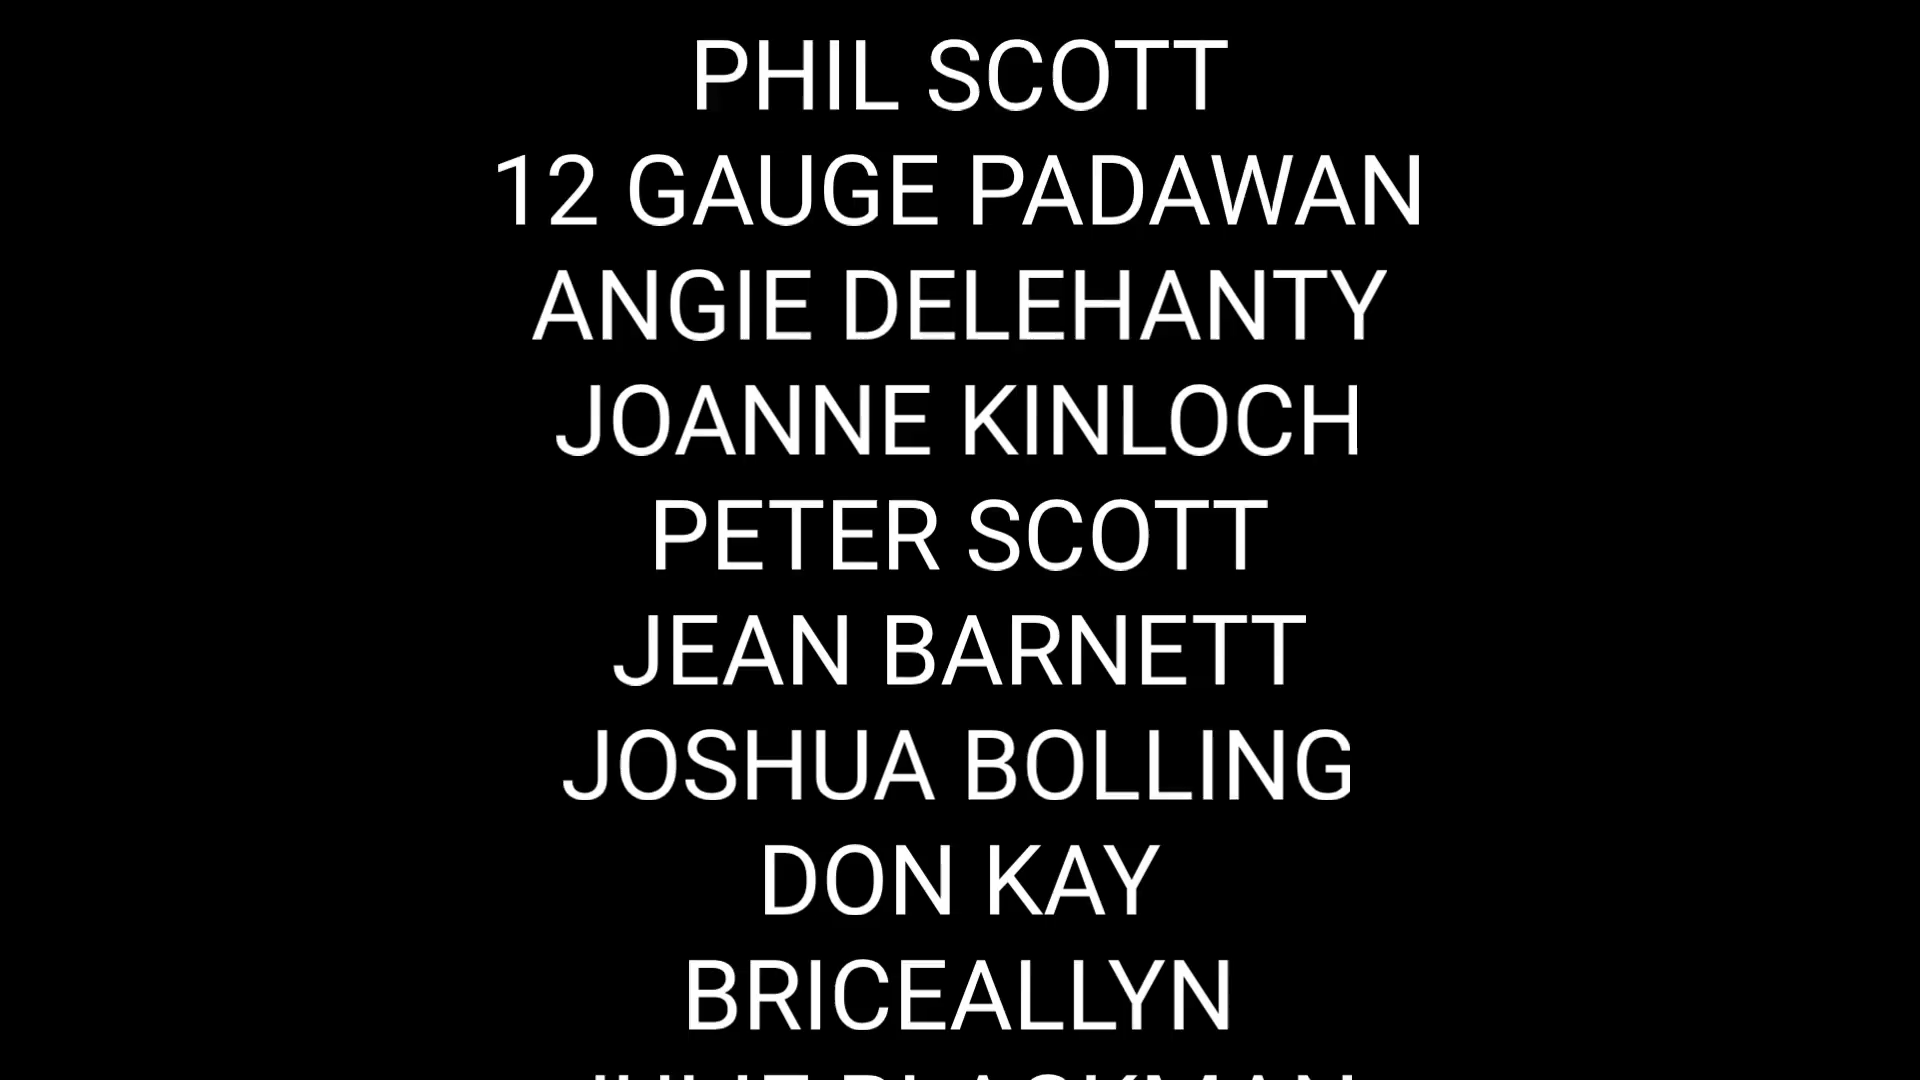 PHIL SCOTT
12 GAUGE PADAWAN
ANGIE DELEHANTY
JOANNE KINLOCH
PETER SCOTT
JEAN BARNETT
JOSHUA BOLLING
DON KAY
BRICEALLYN